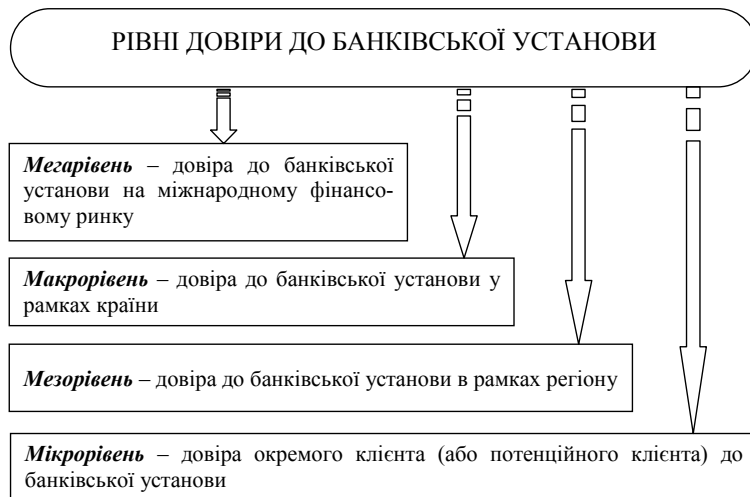 РІВНІ ДОВІРИ ДО БАНКІВСЬКОЇ УСТАНОВИ
Мегарівень – довіра до банківської
установи на міжнародному фінансо-
вому ринку
Макрорівень – довіра до банківської установи у
рамках країни
Мезорівень – довіра до банківської установи в рамках регіону
Мікрорівень – довіра окремого клієнта (або потенційного клієнта) до
банківської установи